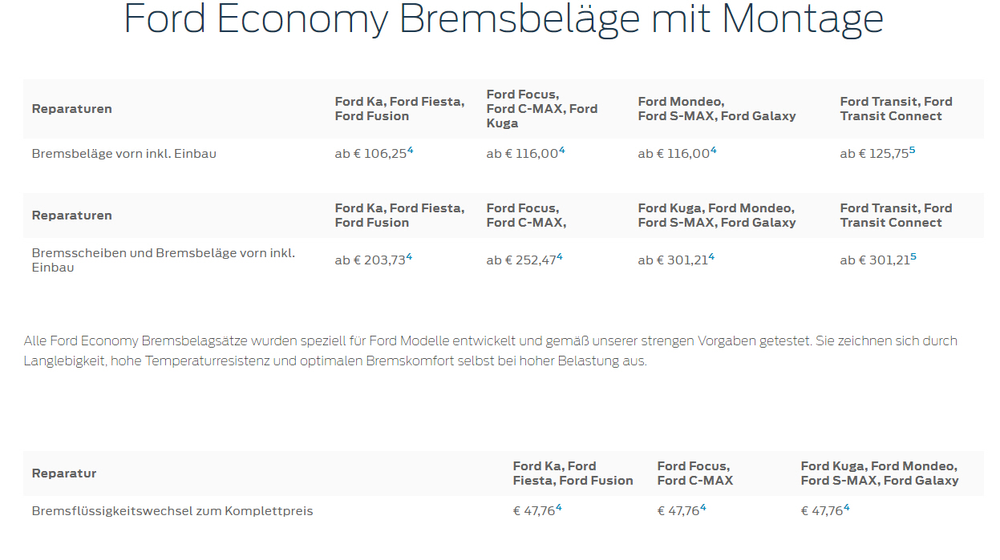 Ford Economy Bremsbeläge mit Montage
Reparaturen
Ford Ka, Ford Fiesta,
Ford Fusion
Ford Focus,
Ford C-MAX, Ford
Kuga
Ford Mondeo,
Ford S-MAX, Ford Galaxy
Ford Transit, Ford
Transit Connect
Bremsbeläge vorn inkl. Einbau
ab € 106,25⁴
ab € 116,00⁴
ab € 116,00⁴
ab € 125,75⁵
Reparaturen
Ford Ka, Ford Fiesta,
Ford Fusion
Ford Focus,
Ford C-MAX,
Ford Kuga, Ford Mondeo,
Ford S-MAX, Ford Galaxy
Ford Transit, Ford
Transit Connect
Bremsscheiben und Bremsbeläge vorn inkl.
Einbau
ab € 203,73⁴
ab € 252,47⁴
ab € 301,21⁴
ab € 301,21⁵
Alle Ford Economy Bremsbelagsätze wurden speziell für Ford Modelle entwickelt und gemäß unserer strengen Vorgaben getestet. Sie zeichnen sich durch
Langlebigkeit, hohe Temperaturresistenz und optimalen Bremskomfort selbst bei hoher Belastung aus.
Reparatur
Ford Ka, Ford
Fiesta, Ford Fusion
Ford Focus,
Ford C-MAX
Ford Kuga, Ford Mondeo,
Ford S-MAX, Ford Galaxy
Bremsflüssigkeitswechsel zum Komplettpreis
€ 47,76⁴
€ 47,76⁴
€ 47,76⁴